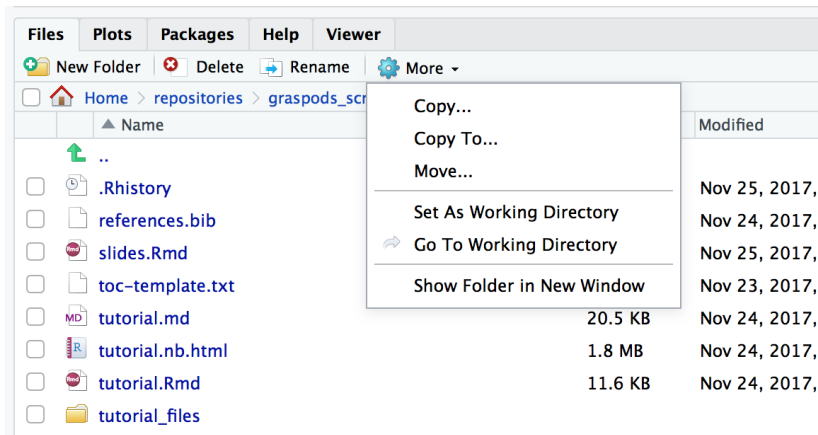 Files Plots Packages Help Viewer
New Folder Delete Rename More
Home > repositories > graspods_scr
Name Modified
Copy...
Copy To...
Move...
Set As Working Directory
Go To Working Directory
Show Folder in New Window
..
.Rhistory Nov 25, 2017,
references.bib Nov 24, 2017,
slides.Rmd Nov 25, 2017,
toc-template.txt Nov 23, 2017,
MD tutorial.md 20.5 KB Nov 24, 2017,
R tutorial.nb.html 1.8 MB Nov 24, 2017,
Rmd tutorial.Rmd 11.6 KB Nov 24, 2017,
tutorial_files